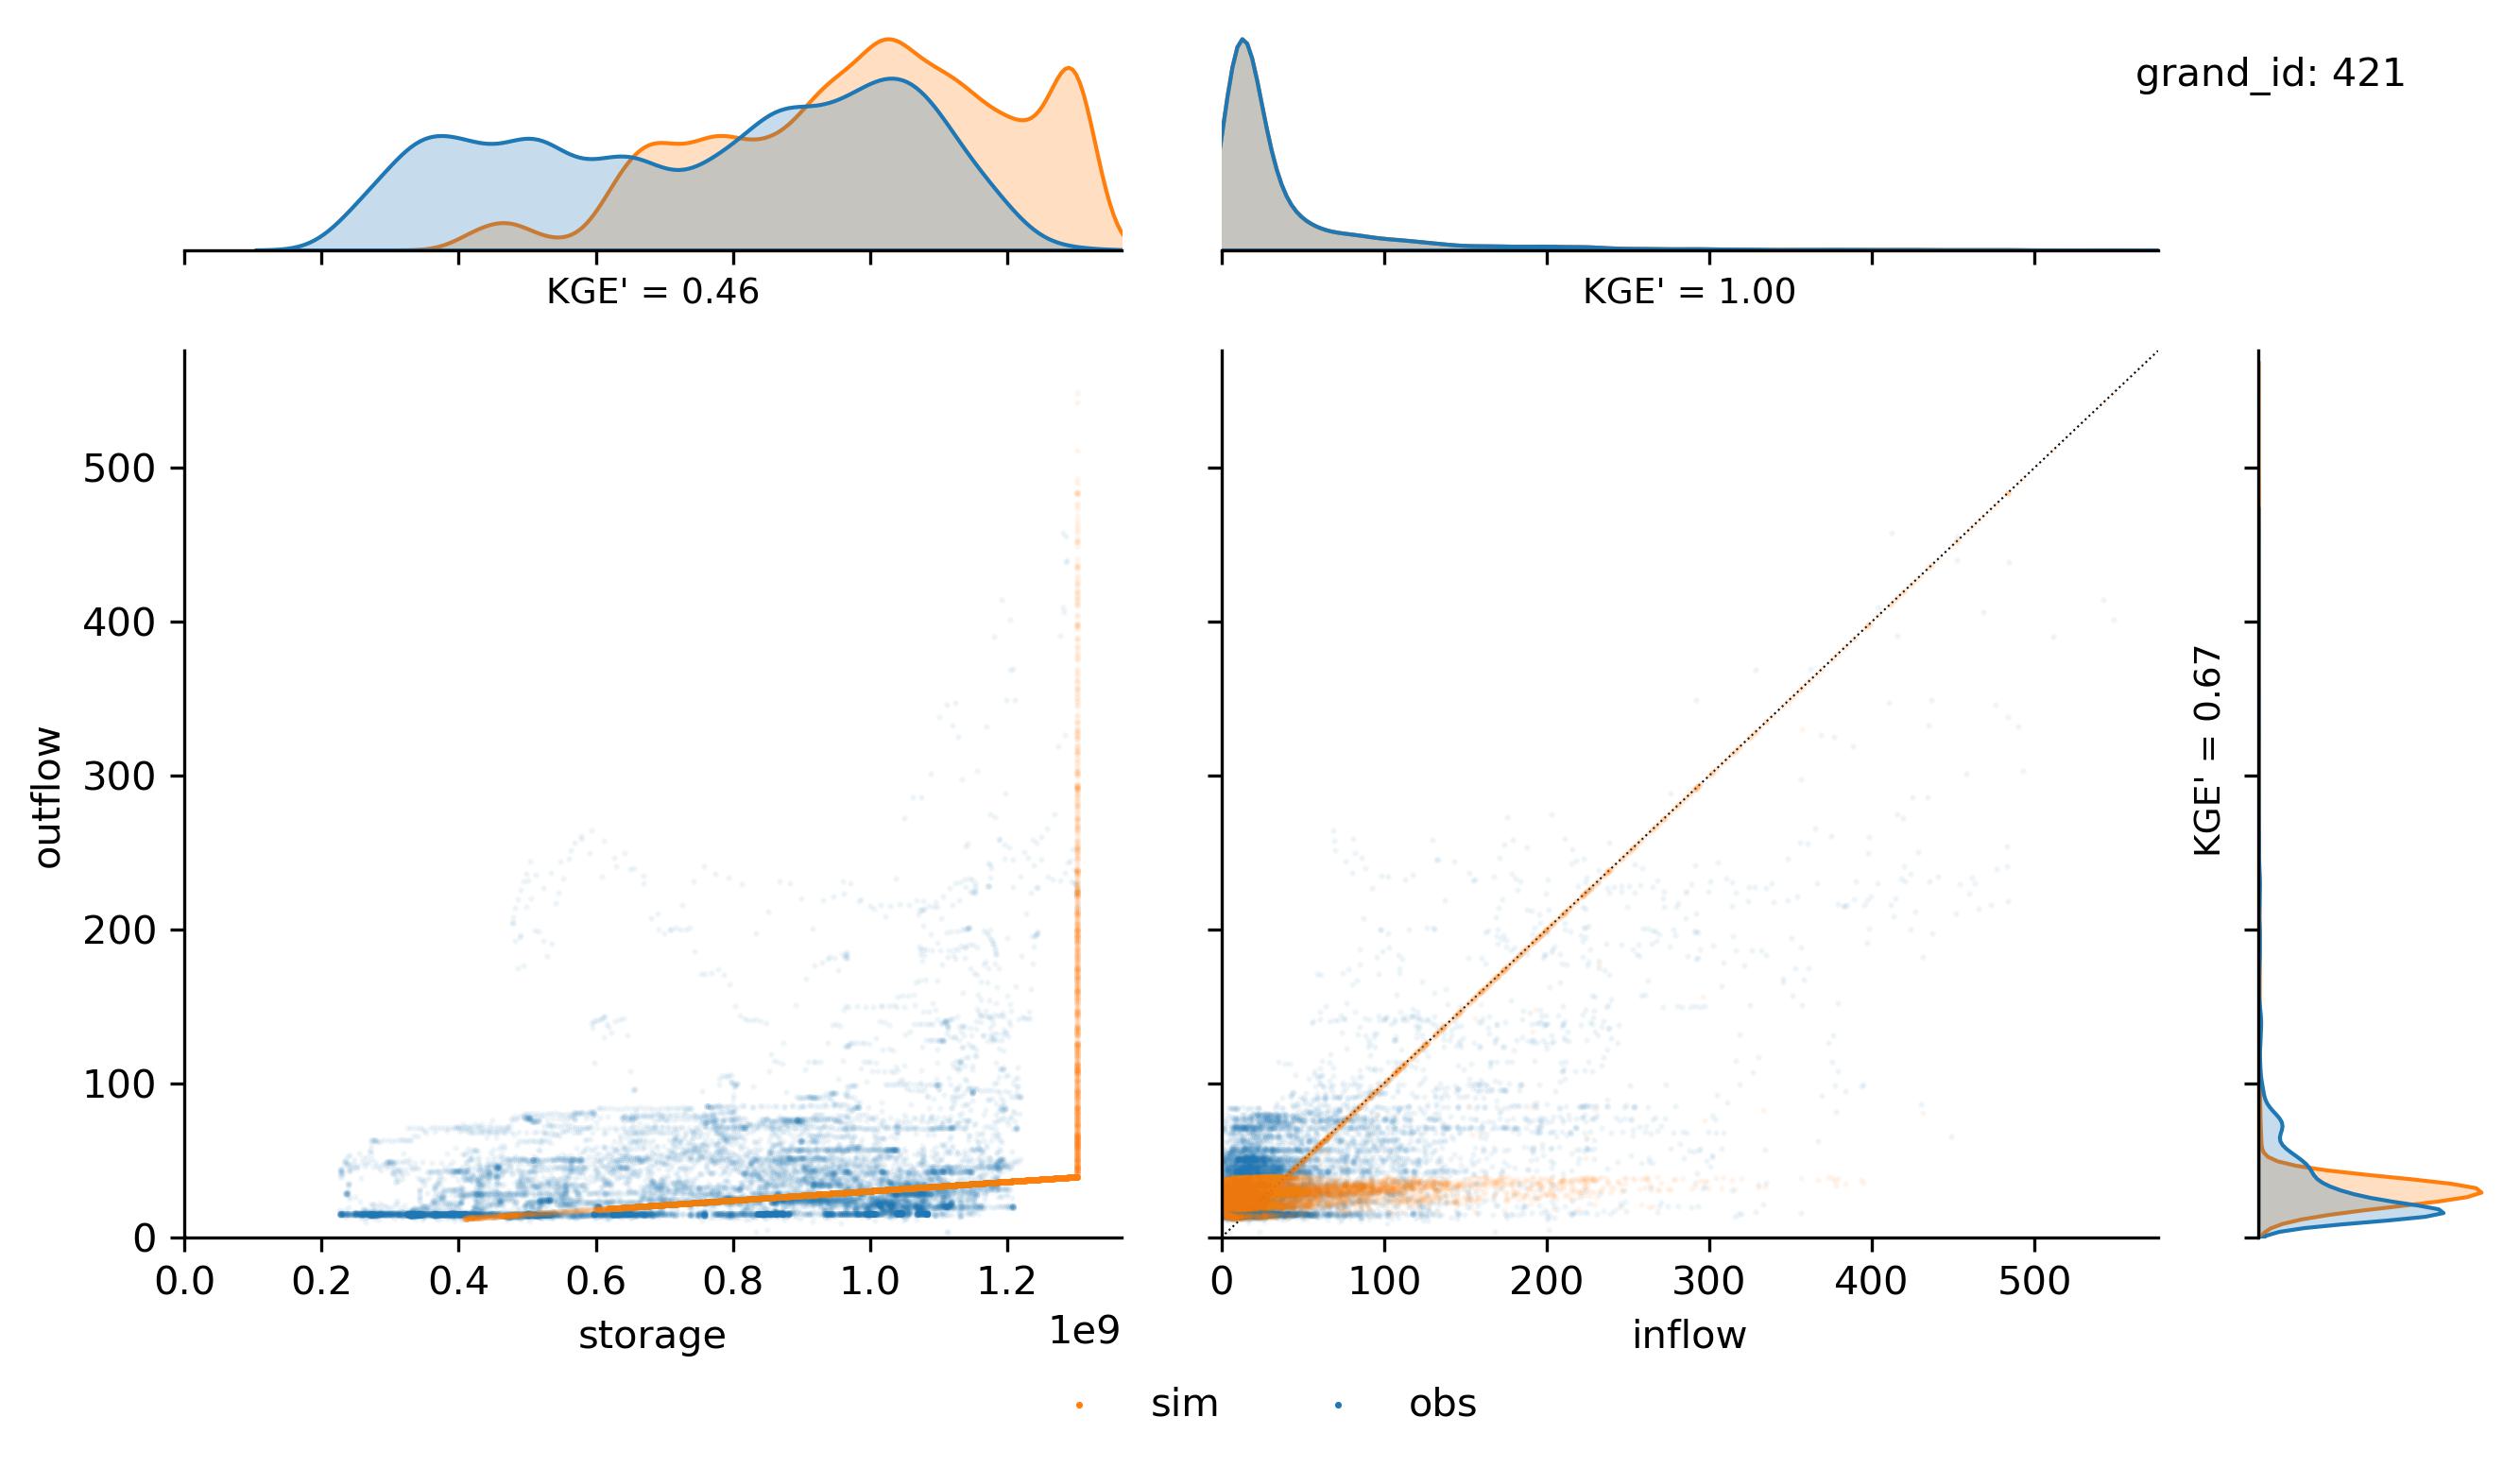 grand_id: 421
KGE' = 0.46
KGE' = 1.00
outflow
500
400
300
200
100
0
0.0 0.2 0.4 0.6 0.8 1.0 1.2
1e9
storage
0 100 200 300 400 500
inflow
KGE' = 0.67
sim obs